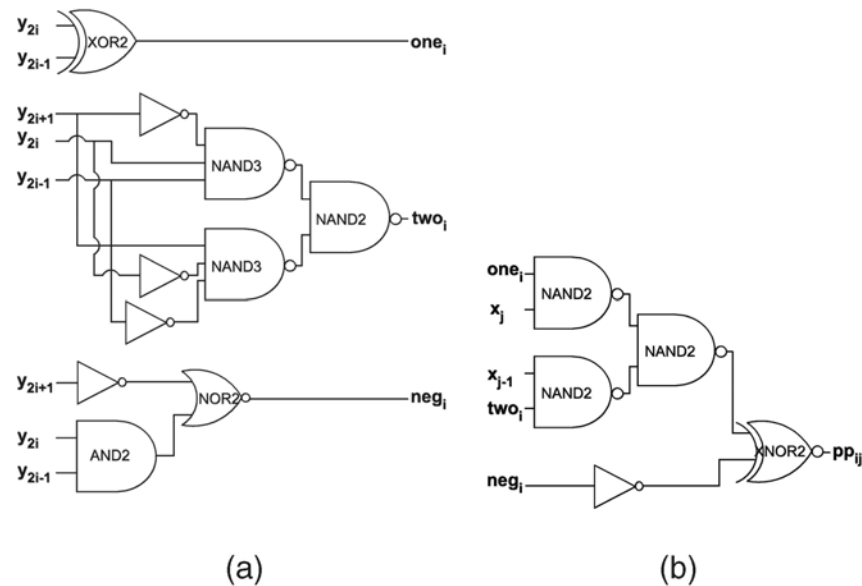 y2i
XOR2
y2i-1
onei
y2i+1
y2i
y2i-1
NAND3
NAND3
NAND2
twoi
y2i+1
NOR2
negi
y2i
AND2
y2i-1
(a)
onei
NAND2
xj
NAND2
xj-1
NAND2
twoi
XNOR2
ppij
negi
(b)